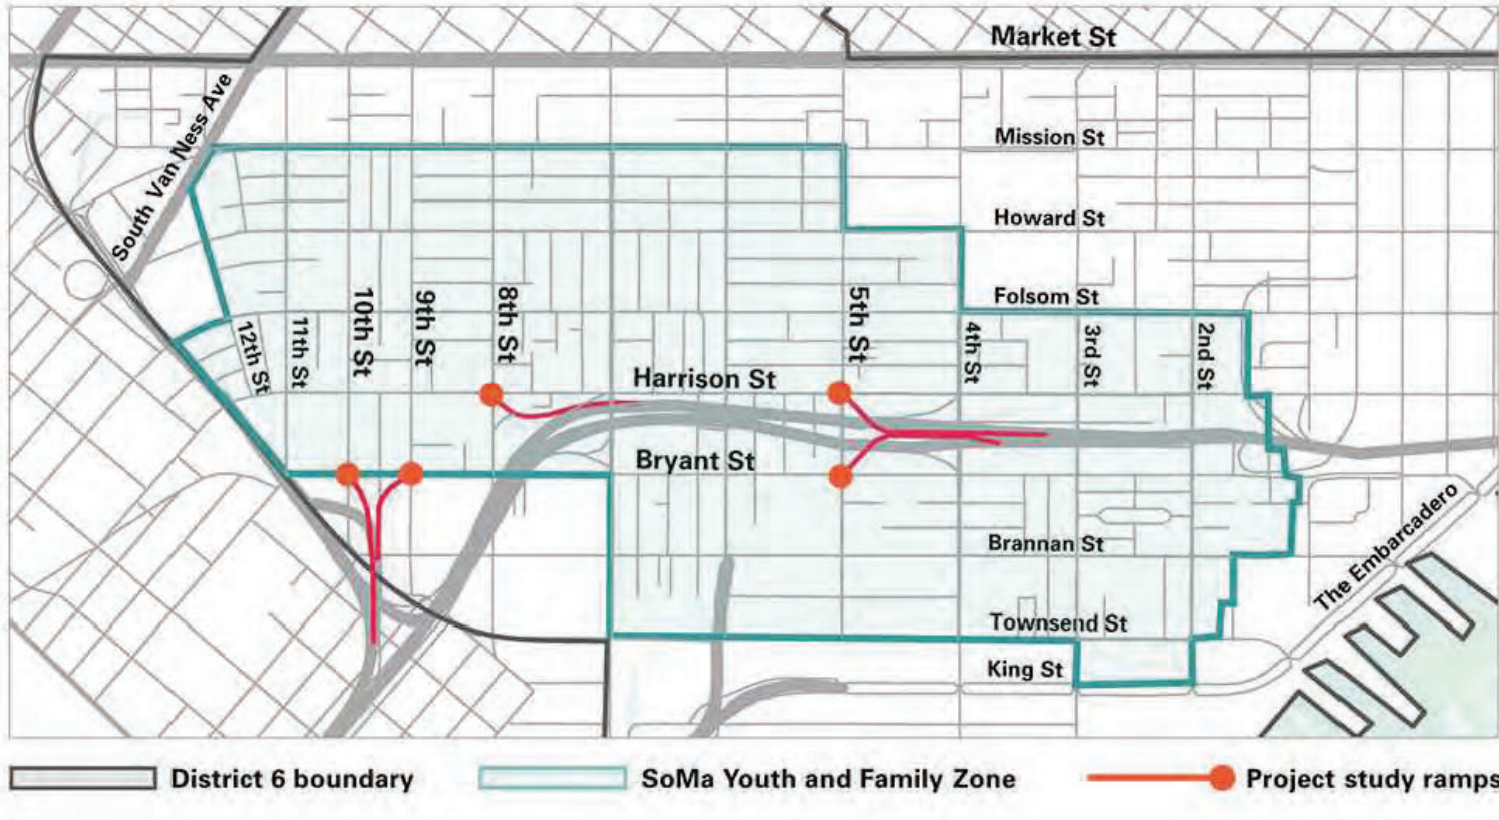 Market St
South Van Ness Ave
Mission St
Howard St
Folsom St
12th St
11th St
10th St
9th St
8th St
5th St
4th St
3rd St
2nd St
Harrison St
Bryant St
Brannan St
The Embarcadero
Townsend St
King St
District 6 boundary
SoMa Youth and Family Zone
Project study ramps